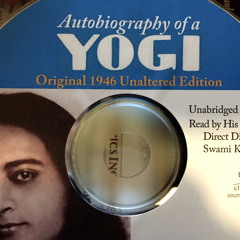 Autobiography of a
YOGI
Original 1946 Unaltered Edition
Unabridged
Read by His
Direct Di
Swami K